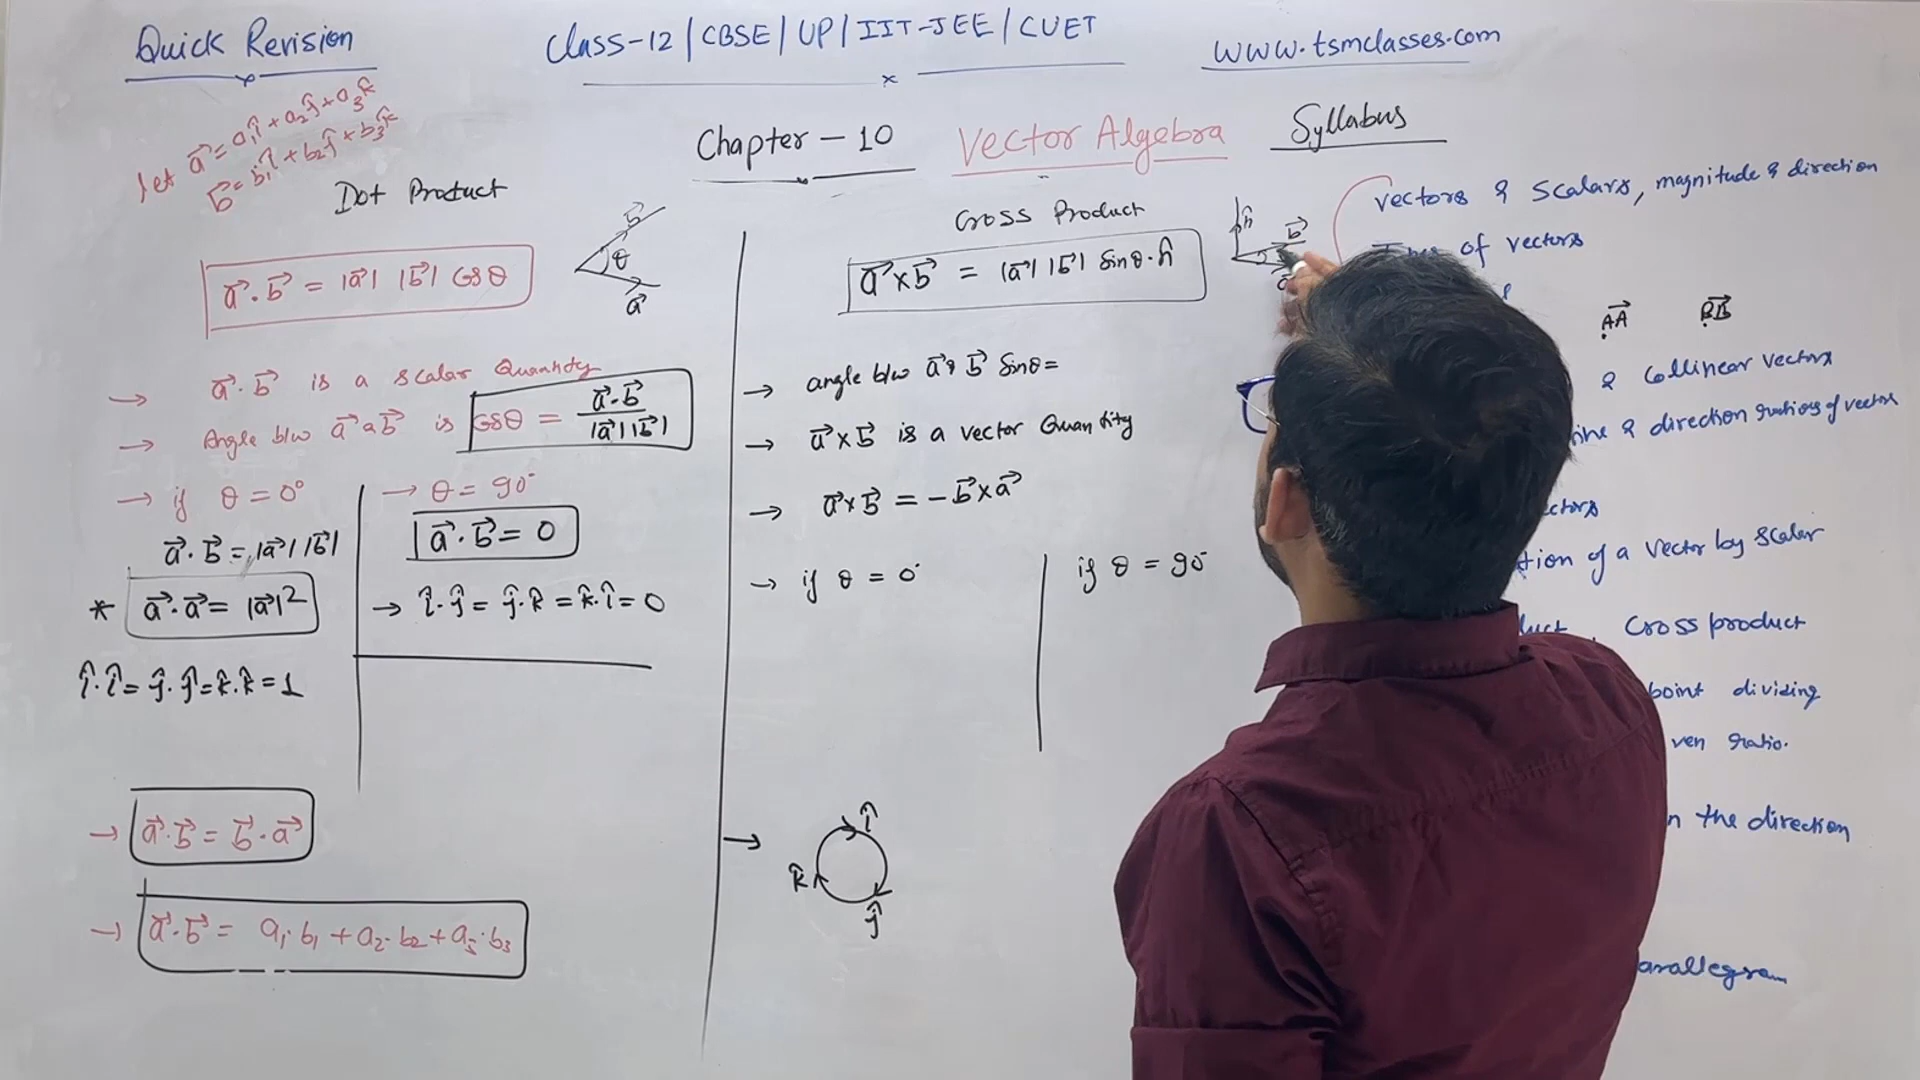 Quick Revision
Class-12 / CBSE / UP / IIT-JEE / CUET
www.tsmclasses.com
let a⃗ = a₁î + a₂ĵ + a₃k̂
b⃗ = b₁î + b₂ĵ + b₃k̂
Chapter - 10 Vector Algebra
Syllabus
Dot Product
b⃗
θ
a⃗
a⃗ . b⃗ = |a⃗| |b⃗| cosθ
→ a⃗ . b⃗ is a scalar Quantity
→ Angle b/w a⃗ & b⃗ is cosθ = a⃗ . b⃗ / |a⃗| |b⃗|
→ if θ = 0°
a⃗ . b⃗ = |a⃗| |b⃗|
* a⃗ . a⃗ = |a⃗|²
î.î = ĵ.ĵ = k̂.k̂ = 1
→ θ = 90°
a⃗ . b⃗ = 0
→ î.ĵ = ĵ.k̂ = k̂.î = 0
→ a⃗ . b⃗ = b⃗ . a⃗
→ a⃗ . b⃗ = a₁.b₁ + a₂.b₂ + a₃.b₃
Cross Product
n̂
b⃗
a⃗ × b⃗ = |a⃗| |b⃗| sinθ . n̂
→ angle b/w a⃗ & b⃗ sinθ =
→ a⃗ × b⃗ is a vector Quantity
→ a⃗ × b⃗ = - b⃗ × a⃗
→ if θ = 0°
if θ = 90°
→ î
k̂
ĵ
vectors & Scalars, magnitude & direction
of vectors
& collinear vectors
& direction ratios of vector
of a vector by scalar
Cross product
point dividing
ratio.
the direction